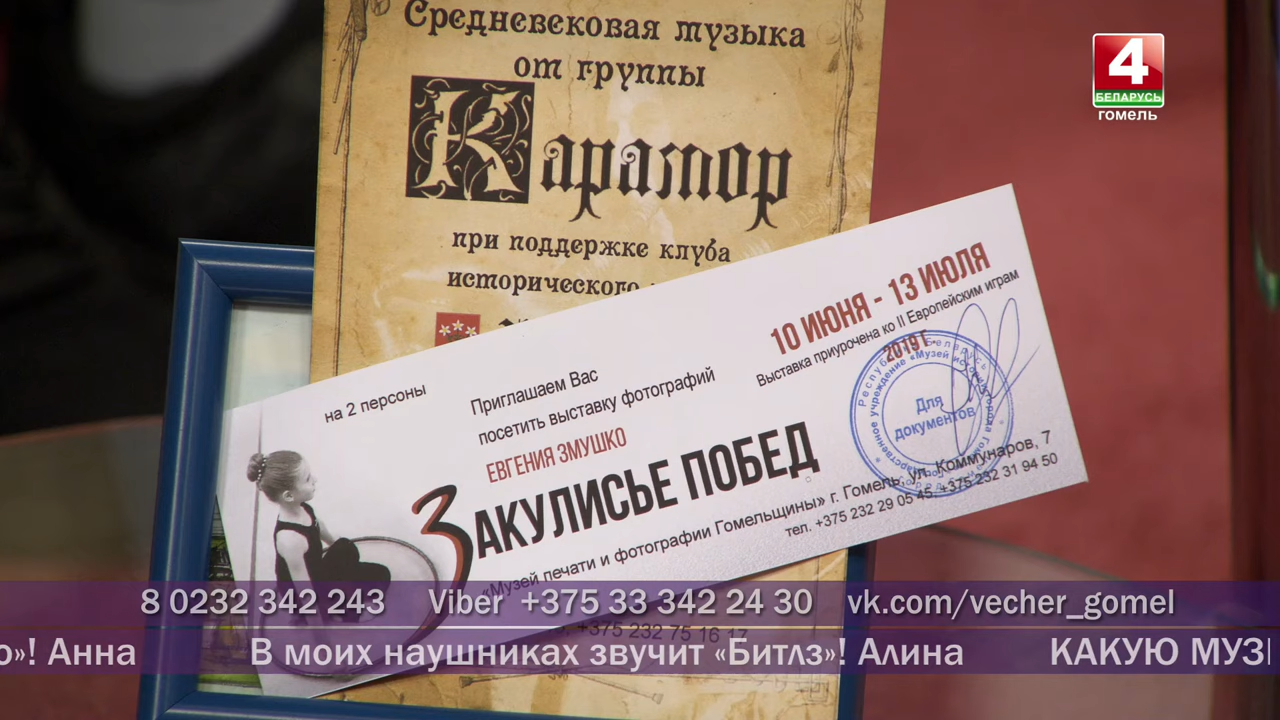 Средневековая музыка
от группы
Карамор
при поддержке клуба
исторического
4
БЕЛАРУСЬ
ГОМЕЛЬ
на 2 персоны
Приглашаем Вас
посетить выставку фотографий
ЕВГЕНИЯ ЗМУШКО
ЗАКУЛИСЬЕ ПОБЕД
10 ИЮНЯ - 13 ИЮЛЯ
2019 г.
Выставка приурочена ко II Европейским играм
Для
документов
«Музей печати и фотографии Гомельщины» г. Гомель, ул. Коммунаров, 7
тел. +375 232 29 05 45, +375 232 31 94 50
+375 232 75 16 17
8 0232 342 243 Viber +375 33 342 24 30 vk.com/vecher_gomel
о»! Анна В моих наушниках звучит «Битлз»! Алина КАКУЮ МУЗ